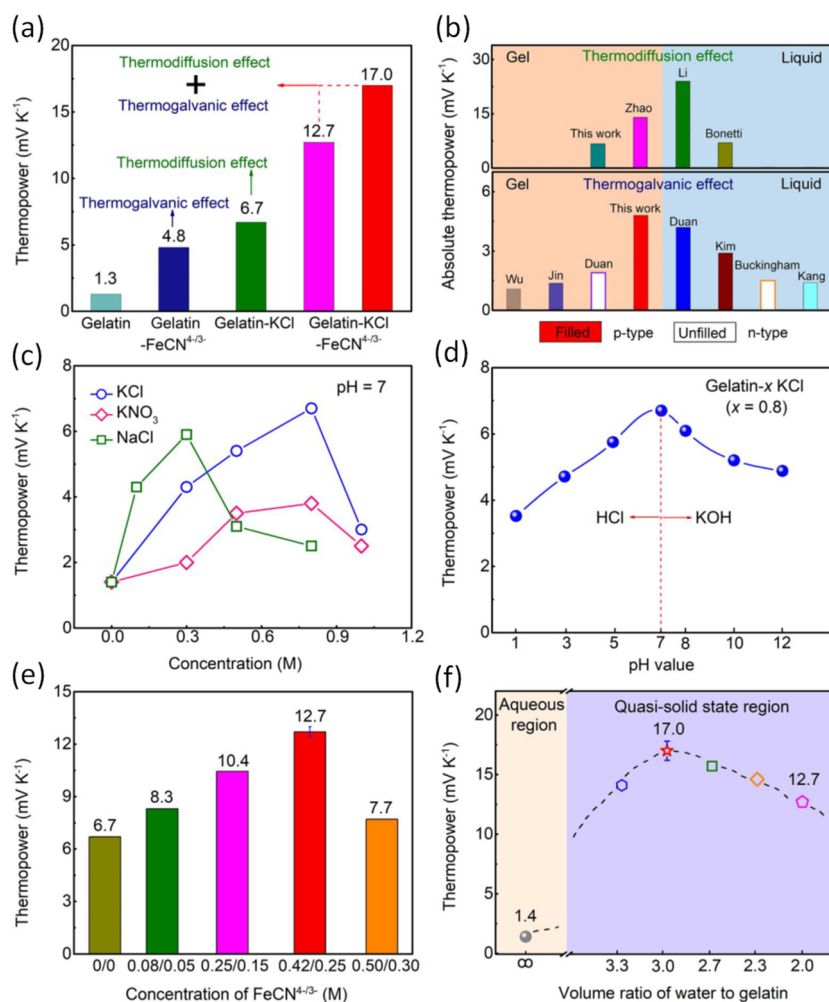 (a)
Thermopower (mV K⁻¹)
20
15
10
5
0
Thermodiffusion effect
+
Thermogalvanic effect
17.0
12.7
Thermodiffusion effect
6.7
Thermogalvanic effect
4.8
1.3
Gelatin
Gelatin
-FeCN⁴⁻/³⁻
Gelatin-KCl
Gelatin-KCl
-FeCN⁴⁻/³⁻
(b)
Absolute thermopower (mV K⁻¹)
30
15
0
Gel
Thermodiffusion effect
Liquid
This work
Zhao
Li
Bonetti
6
3
0
Gel
Thermogalvanic effect
Liquid
Wu
Jin
Duan
This work
Duan
Kim
Buckingham
Kang
Filled
p-type
Unfilled
n-type
(c)
Thermopower (mV K⁻¹)
8
6
4
2
0
KCl
KNO₃
NaCl
pH = 7
0.0
0.3
0.6
0.9
1.2
Concentration (M)
(d)
Thermopower (mV K⁻¹)
8
6
4
2
0
Gelatin-x KCl
(x = 0.8)
HCl
KOH
1
3
5
7
8
10
12
pH value
(e)
Thermopower (mV K⁻¹)
15
12
9
6
3
0
6.7
8.3
10.4
12.7
7.7
0/0
0.08/0.05
0.25/0.15
0.42/0.25
0.50/0.30
Concentration of FeCN⁴⁻/³⁻ (M)
(f)
Thermopower (mV K⁻¹)
22
17
11
6
0
Aqueous
region
Quasi-solid state region
17.0
12.7
1.4
∞
3.3
3.0
2.7
2.3
2.0
Volume ratio of water to gelatin